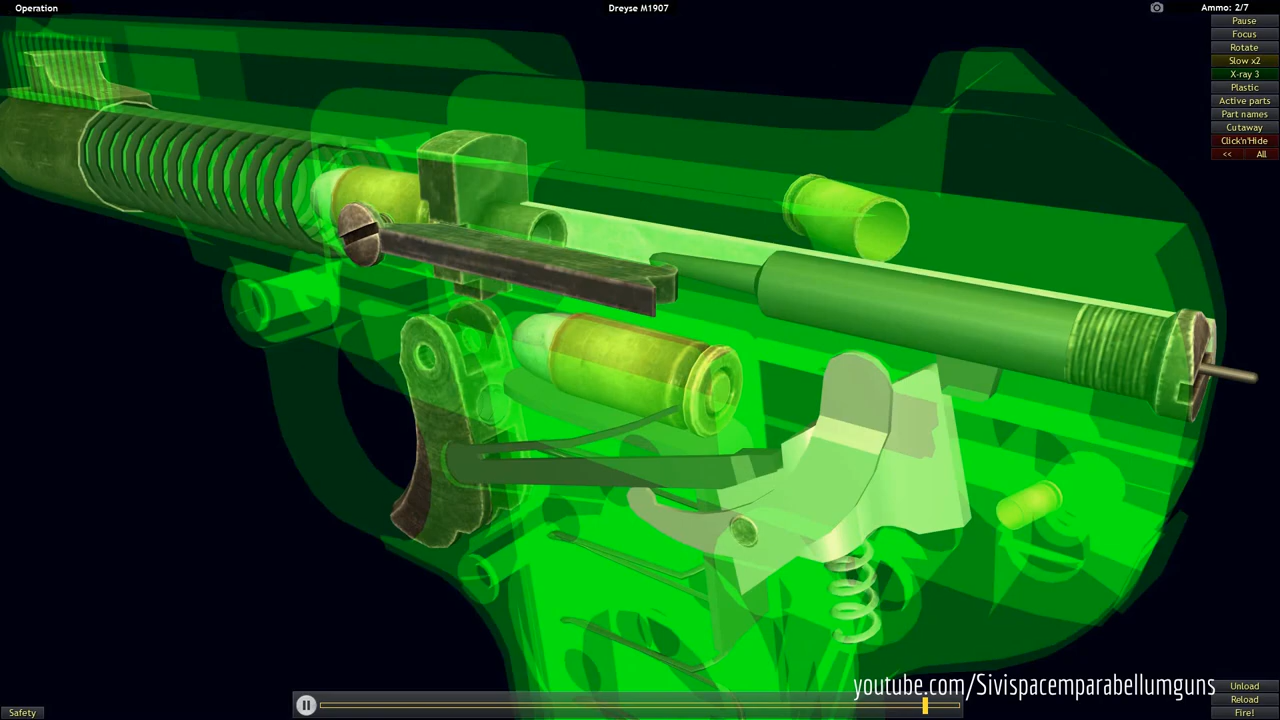 Operation
Dreyse M1907
Ammo: 2/7
Pause
Focus
Rotate
Slow x2
X-ray 3
Plastic
Active parts
Part names
Cutaway
Click'n'Hide
<< All
youtube.com/Sivispacemparabellumguns
Unload
Reload
Fire!
Safety